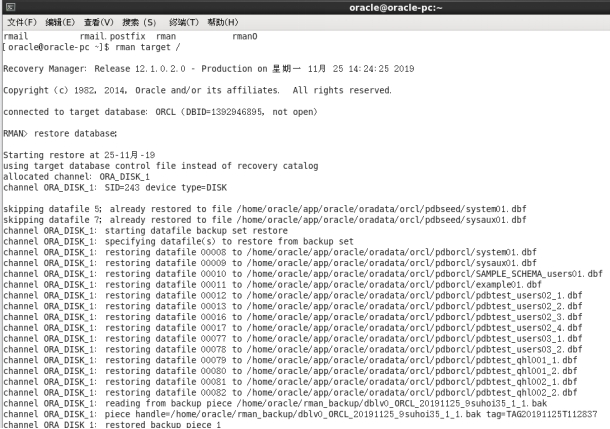 oracle@oracle-pc:~
文件(F) 编辑(E) 查看(V) 搜索 (S) 终端(T) 帮助(H)
rmail rmail.postfix rman rmanO
[oracle@oracle-pc ~]$ rman target /
Recovery Manager: Release 12.1.0.2.0 - Production on 星期一 11月 25 14:24:25 2019
Copyright (c) 1982, 2014, Oracle and/or its affiliates. All rights reserved.
connected to target database: ORCL (DBID=1392946895, not open)
RMAN> restore database;
Starting restore at 25-11月-19
using target database control file instead of recovery catalog
allocated channel: ORA_DISK_1
channel ORA_DISK_1: SID=243 device type=DISK
skipping datafile 5; already restored to file /home/oracle/app/oracle/oradata/orcl/pdbseed/system01.dbf
skipping datafile 7; already restored to file /home/oracle/app/oracle/oradata/orcl/pdbseed/sysaux01.dbf
channel ORA_DISK_1: starting datafile backup set restore
channel ORA_DISK_1: specifying datafile(s) to restore from backup set
channel ORA_DISK_1: restoring datafile 00008 to /home/oracle/app/oracle/oradata/orcl/pdborcl/system01.dbf
channel ORA_DISK_1: restoring datafile 00009 to /home/oracle/app/oracle/oradata/orcl/pdborcl/sysaux01.dbf
channel ORA_DISK_1: restoring datafile 00010 to /home/oracle/app/oracle/oradata/orcl/pdborcl/SAMPLE_SCHEMA_users01.dbf
channel ORA_DISK_1: restoring datafile 00011 to /home/oracle/app/oracle/oradata/orcl/pdborcl/example01.dbf
channel ORA_DISK_1: restoring datafile 00012 to /home/oracle/app/oracle/oradata/orcl/pdborcl/pdbtest_users02_1.dbf
channel ORA_DISK_1: restoring datafile 00013 to /home/oracle/app/oracle/oradata/orcl/pdborcl/pdbtest_users02_2.dbf
channel ORA_DISK_1: restoring datafile 00016 to /home/oracle/app/oracle/oradata/orcl/pdborcl/pdbtest_users02_3.dbf
channel ORA_DISK_1: restoring datafile 00017 to /home/oracle/app/oracle/oradata/orcl/pdborcl/pdbtest_users02_4.dbf
channel ORA_DISK_1: restoring datafile 00077 to /home/oracle/app/oracle/oradata/orcl/pdborcl/pdbtest_users03_1.dbf
channel ORA_DISK_1: restoring datafile 00078 to /home/oracle/app/oracle/oradata/orcl/pdborcl/pdbtest_users03_2.dbf
channel ORA_DISK_1: restoring datafile 00079 to /home/oracle/app/oracle/oradata/orcl/pdborcl/pdbtest_qhl001_1.dbf
channel ORA_DISK_1: restoring datafile 00080 to /home/oracle/app/oracle/oradata/orcl/pdborcl/pdbtest_qhl001_2.dbf
channel ORA_DISK_1: restoring datafile 00081 to /home/oracle/app/oracle/oradata/orcl/pdborcl/pdbtest_qhl002_1.dbf
channel ORA_DISK_1: restoring datafile 00082 to /home/oracle/app/oracle/oradata/orcl/pdborcl/pdbtest_qhl002_2.dbf
channel ORA_DISK_1: reading from backup piece /home/oracle/rman_backup/dblv0_ORCL_20191125_9suhoi35_1_1.bak
channel ORA_DISK_1: piece handle=/home/oracle/rman_backup/dblv0_ORCL_20191125_9suhoi35_1_1.bak tag=TAG20191125T112837
channel ORA_DISK_1: restored backup piece 1